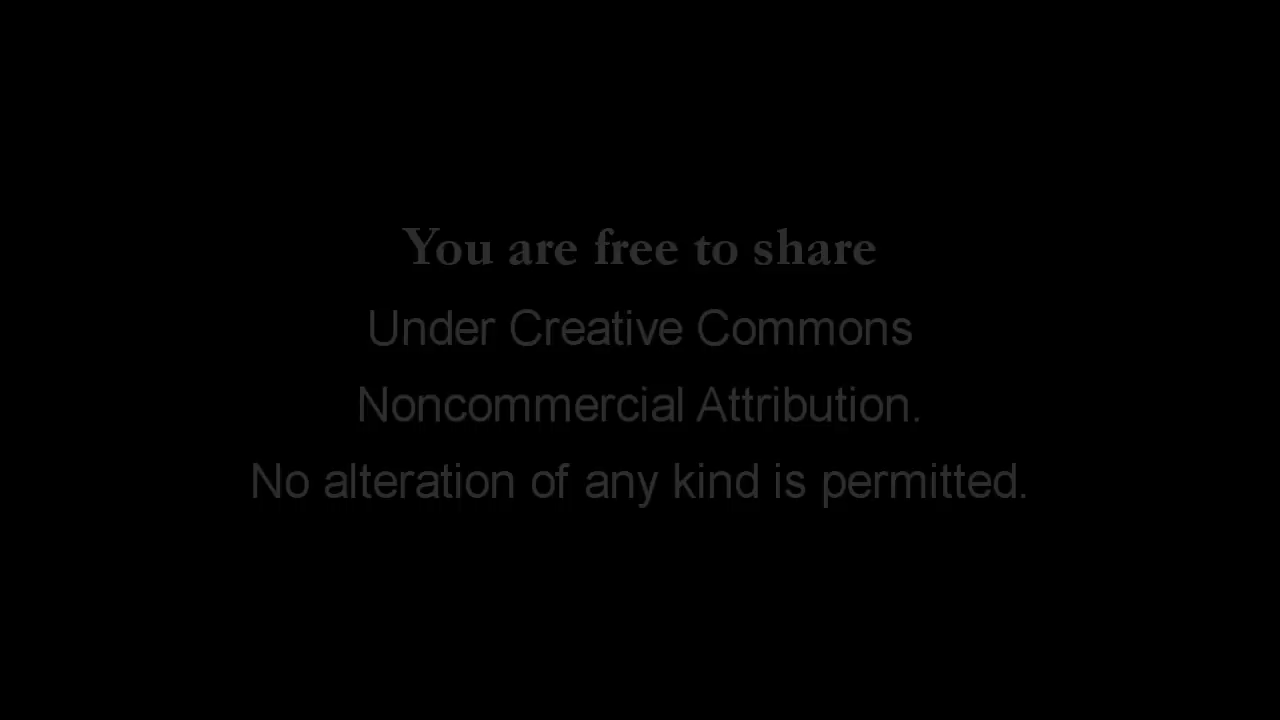 You are free to share
Under Creative Commons
Noncommercial Attribution.
No alteration of any kind is permitted.